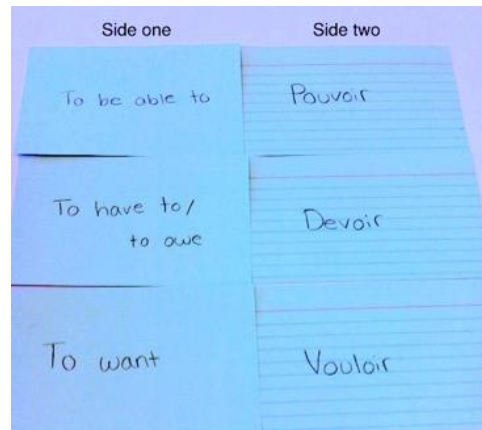 Side one Side two
To be able to Pouvoir
To have to/ Devoir
to owe
To want Vouloir